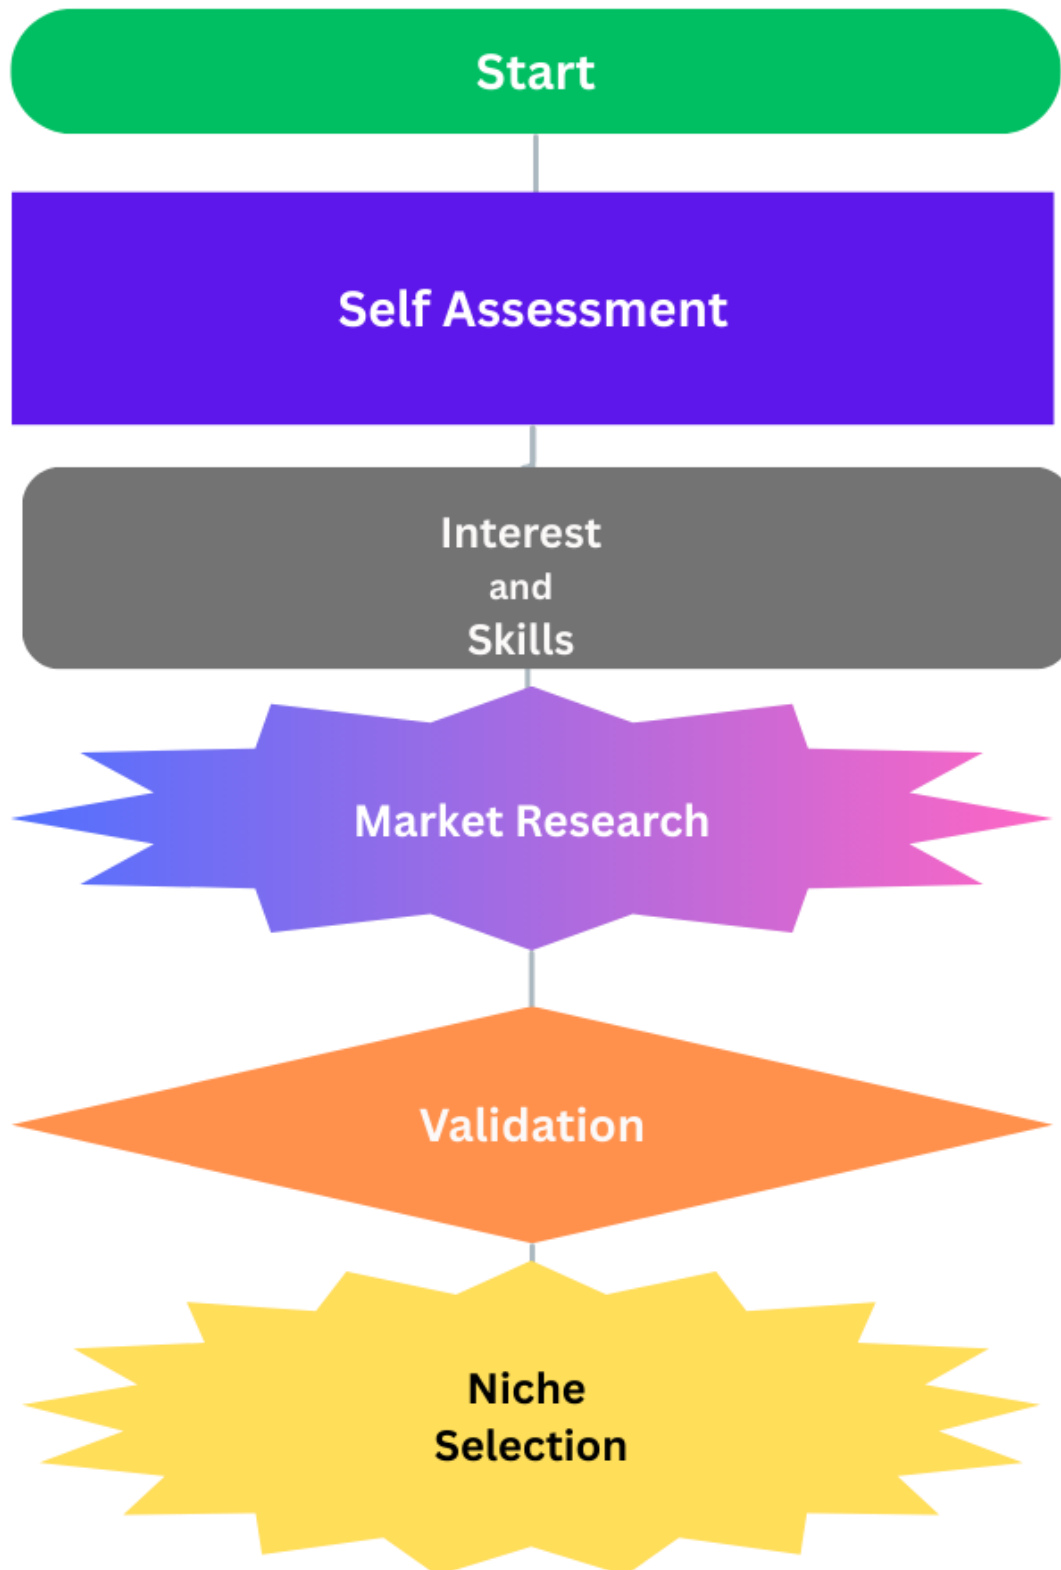 Start
Self Assessment
Interest
and
Skills
Market Research
Validation
Niche
Selection